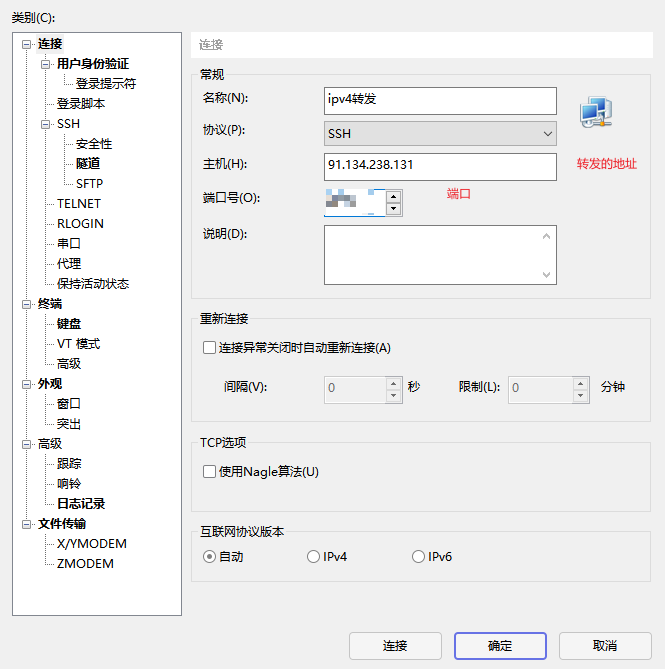 类别(C):
连接
用户身份验证
登录提示符
登录脚本
SSH
安全性
隧道
SFTP
TELNET
RLOGIN
串口
代理
保持活动状态
终端
键盘
VT 模式
高级
外观
窗口
突出
高级
跟踪
响铃
日志记录
文件传输
X/YMODEM
ZMODEM
连接
常规
名称(N):
ipv4转发
协议(P):
SSH
主机(H):
91.134.238.131
转发的地址
端口号(O):
端口
说明(D):
重新连接
连接异常关闭时自动重新连接(A)
间隔(V):
0
秒
限制(L):
0
分钟
TCP选项
使用Nagle算法(U)
互联网协议版本
自动
IPv4
IPv6
连接
确定
取消